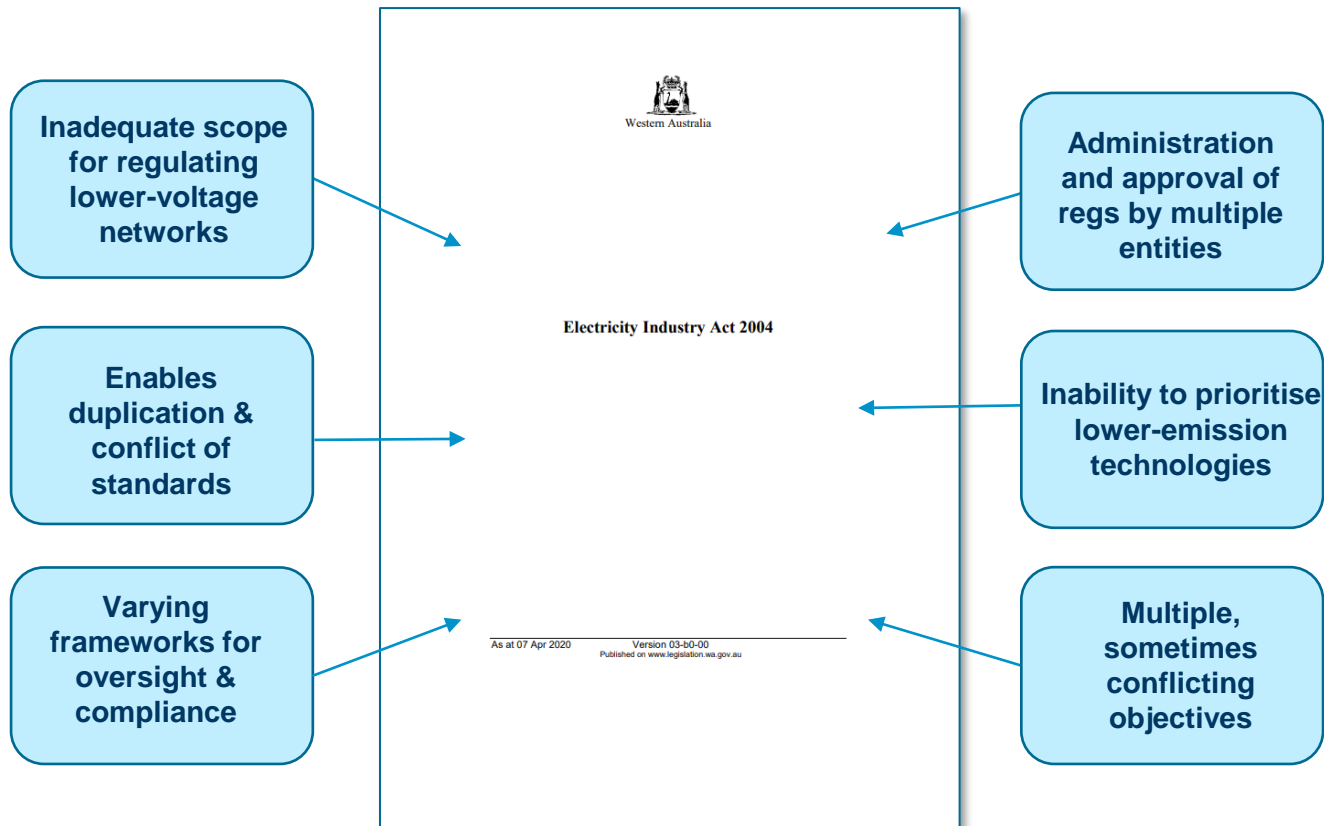 Inadequate scope
for regulating
lower-voltage
networks
Enables
duplication &
conflict of
standards
Varying
frameworks for
oversight &
compliance
Western Australia
Electricity Industry Act 2004
As at 07 Apr 2020 Version 03-b0-00
Published on www.legislation.wa.gov.au
Administration
and approval of
regs by multiple
entities
Inability to prioritise
lower-emission
technologies
Multiple,
sometimes
conflicting
objectives